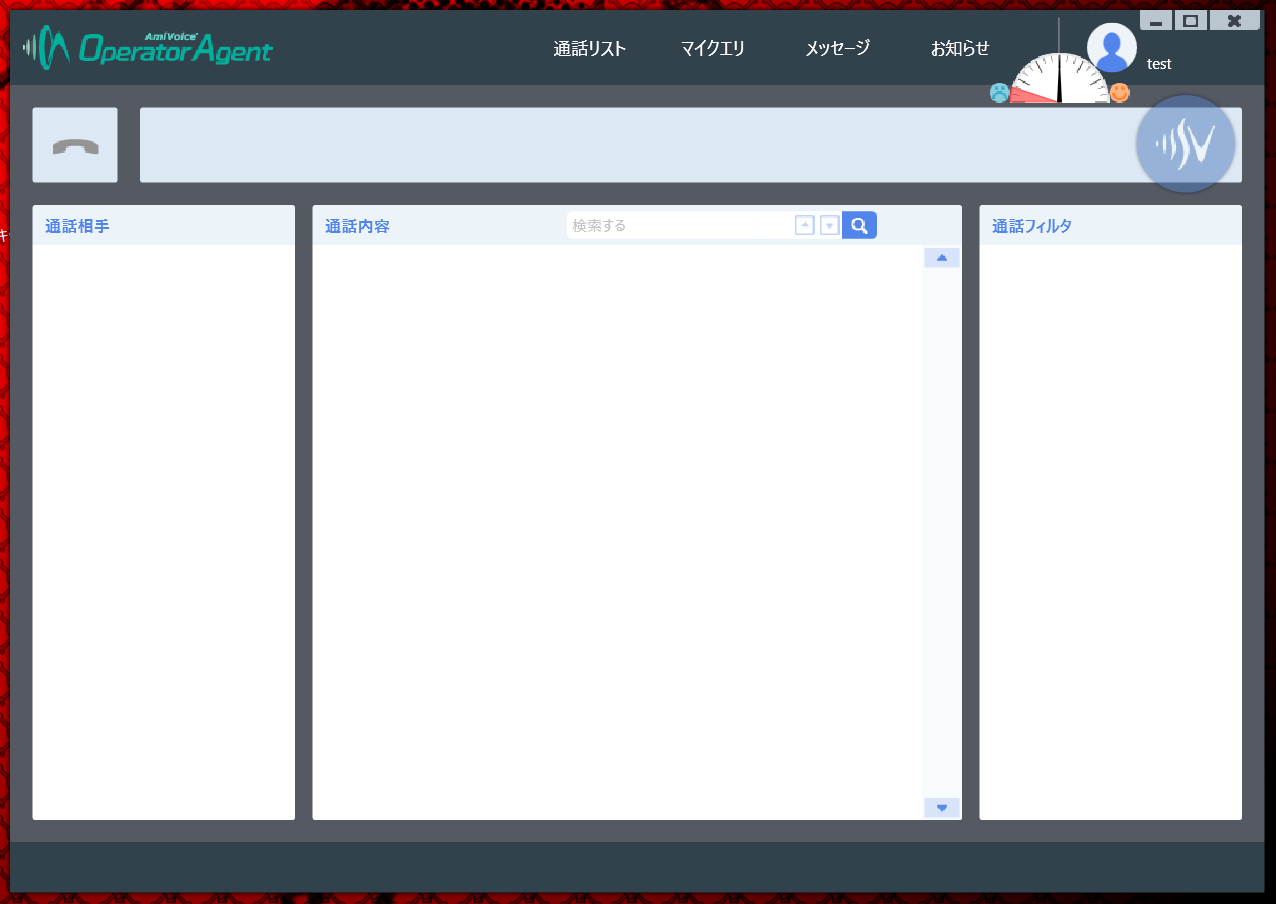 AmiVoice
OperatorAgent
通話リスト
マイクエリ
メッセージ
お知らせ
test
通話相手
通話内容
検索する
通話フィルタ
キ